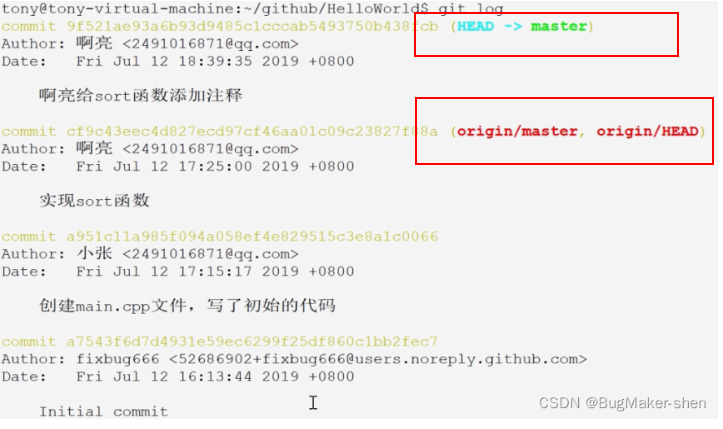 tony@tony-virtual-machine:~/github/HelloWorld$ git log
commit 9f521ae93a6b93d9485c1cccab5493750b438fcb (HEAD -> master)
Author: 啊亮 <2491016871@qq.com>
Date: Fri Jul 12 18:39:35 2019 +0800
啊亮给sort函数添加注释
commit cf9c43eec4d827ecd97cf46aa01c09c23827f88a (origin/master, origin/HEAD)
Author: 啊亮 <2491016871@qq.com>
Date: Fri Jul 12 17:25:00 2019 +0800
实现sort函数
commit a951c11a985f094a058ef4e829515c3e8a1c0066
Author: 小张 <2491016871@qq.com>
Date: Fri Jul 12 17:15:17 2019 +0800
创建main.cpp文件，写了初始的代码
commit a7543f6d7d4931e59ec6299f25df860c1bb2fec7
Author: fixbug666 <52686902+fixbug666@users.noreply.github.com>
Date: Fri Jul 12 16:13:44 2019 +0800
Initial commit
CSDN @BugMaker-shen